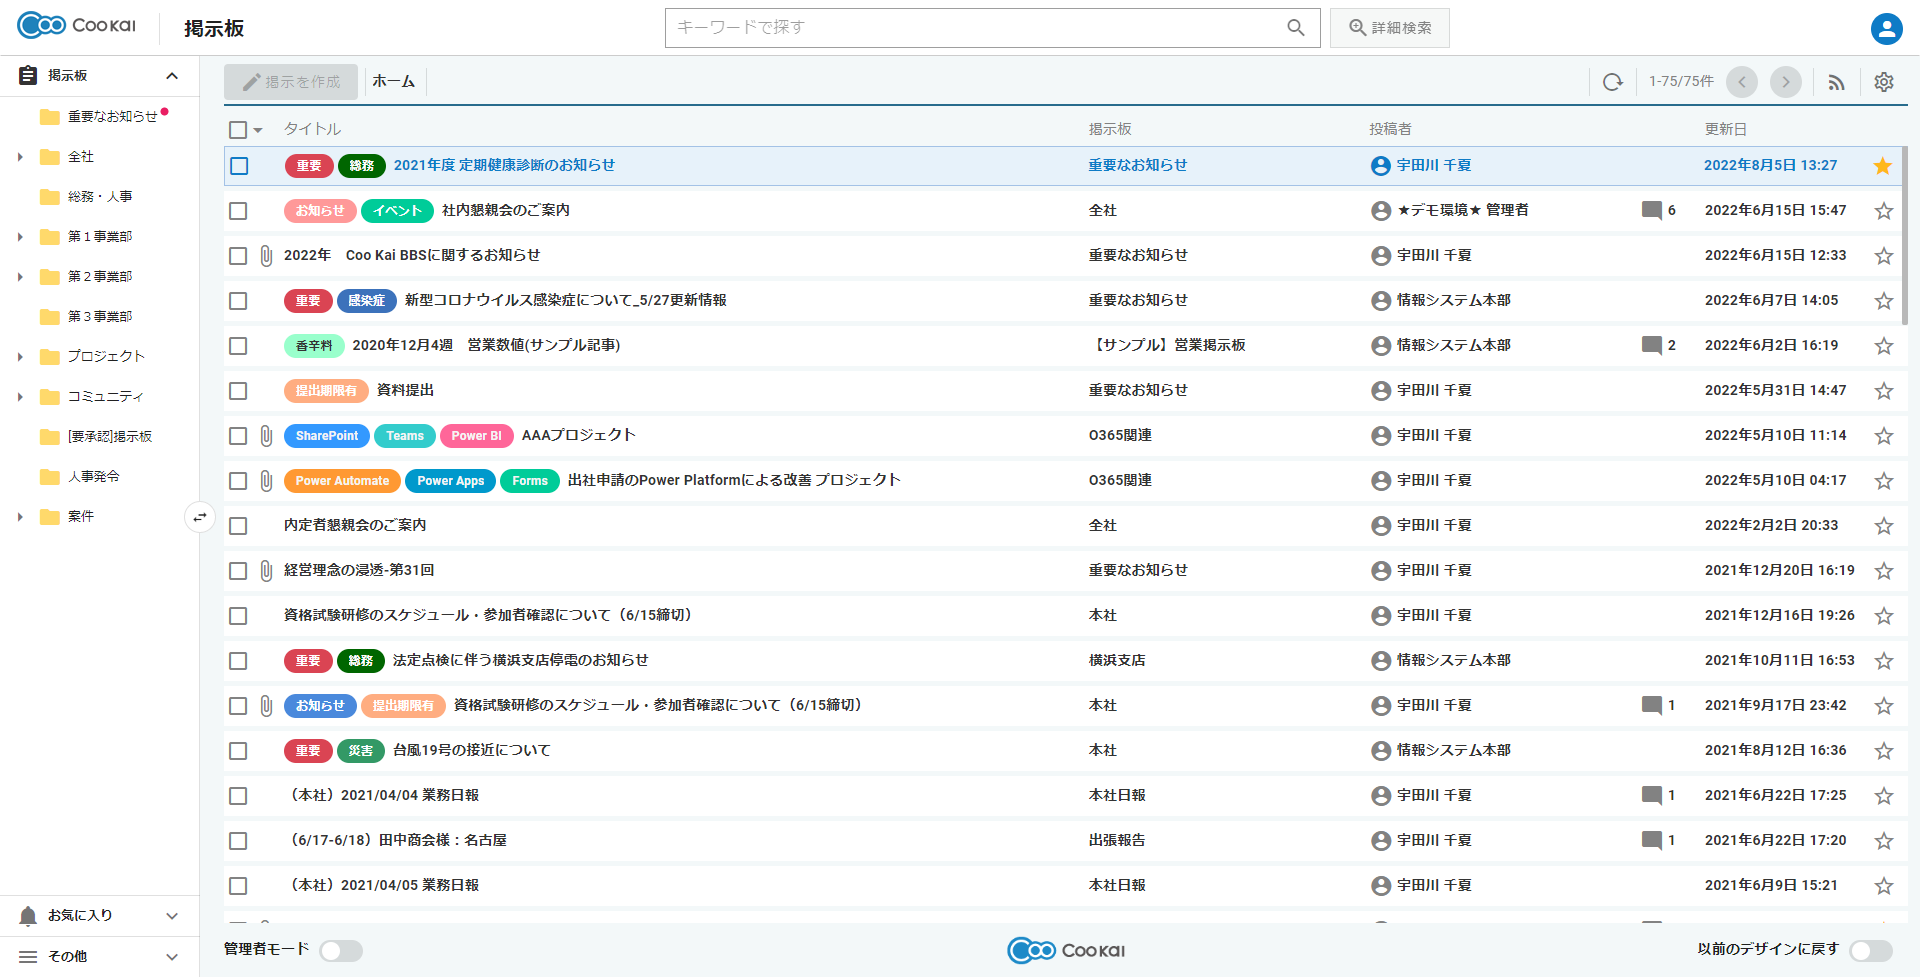 Coo Kai
掲示板
キーワードで探す
詳細検索
掲示板
重要なお知らせ
全社
総務・人事
第１事業部
第２事業部
第３事業部
プロジェクト
コミュニティ
[要承認]掲示板
人事発令
案件
お気に入り
その他
掲示を作成
ホーム
1-75/75件
タイトル 掲示板 投稿者 更新日
重要 総務 2021年度 定期健康診断のお知らせ 重要なお知らせ 宇田川 千夏 2022年8月5日 13:27
お知らせ イベント 社内懇親会のご案内 全社 ★デモ環境★ 管理者 6 2022年6月15日 15:47
2022年　Coo Kai BBSに関するお知らせ 重要なお知らせ 宇田川 千夏 2022年6月15日 12:33
重要 感染症 新型コロナウイルス感染症について_5/27更新情報 重要なお知らせ 情報システム本部 2022年6月7日 14:05
香辛料 2020年12月4週　営業数値(サンプル記事) 【サンプル】営業掲示板 情報システム本部 2 2022年6月2日 16:19
提出期限有 資料提出 重要なお知らせ 宇田川 千夏 2022年5月31日 14:47
SharePoint Teams Power BI AAAプロジェクト O365関連 宇田川 千夏 2022年5月10日 11:14
Power Automate Power Apps Forms 出社申請のPower Platformによる改善 プロジェクト O365関連 宇田川 千夏 2022年5月10日 04:17
内定者懇親会のご案内 全社 宇田川 千夏 2022年2月2日 20:33
経営理念の浸透-第31回 重要なお知らせ 宇田川 千夏 2021年12月20日 16:19
資格試験研修のスケジュール・参加者確認について（6/15締切） 本社 宇田川 千夏 2021年12月16日 19:26
重要 総務 法定点検に伴う横浜支店停電のお知らせ 横浜支店 情報システム本部 2021年10月11日 16:53
お知らせ 提出期限有 資格試験研修のスケジュール・参加者確認について（6/15締切） 本社 宇田川 千夏 1 2021年9月17日 23:42
重要 災害 台風19号の接近について 本社 情報システム本部 2021年8月12日 16:36
（本社）2021/04/04 業務日報 本社日報 宇田川 千夏 1 2021年6月22日 17:25
（6/17-6/18）田中商会様：名古屋 出張報告 宇田川 千夏 1 2021年6月22日 17:20
（本社）2021/04/05 業務日報 本社日報 宇田川 千夏 2021年6月9日 15:21
管理者モード
Coo Kai
以前のデザインに戻す